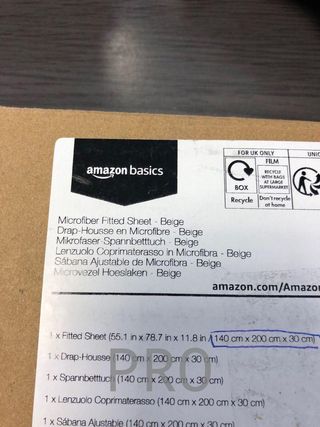 amazon basics
FOR UK ONLY
UNIC
FILM
BOX
RECYCLE
WITH BAGS
AT LARGE
SUPERMARKET
Recycle
Don't recycle
at home
Microfiber Fitted Sheet - Beige
Drap-Housse en Microfibre - Beige
Mikrofaser-Spannbetttuch - Beige
Lenzuolo Coprimaterasso in Microfibra - Beige
Sábana Ajustable de Microfibra - Beige
Microvezel Hoeslaken - Beige
amazon.com/Amazon
1 x Fitted Sheet (55.1 in x 78.7 in x 11.8 in / 140 cm x 200 cm x 30 cm)
1 x Drap-Housse (140 cm x 200 cm x 30 cm)
1 x Spannbetttuch (140 cm x 200 cm x 30 cm)
1 x Lenzuolo Coprimaterasso (140 cm x 200 cm x 30 cm)
1 x Sábana Ajustable (140 cm x 200 cm x 30 cm)
PRO